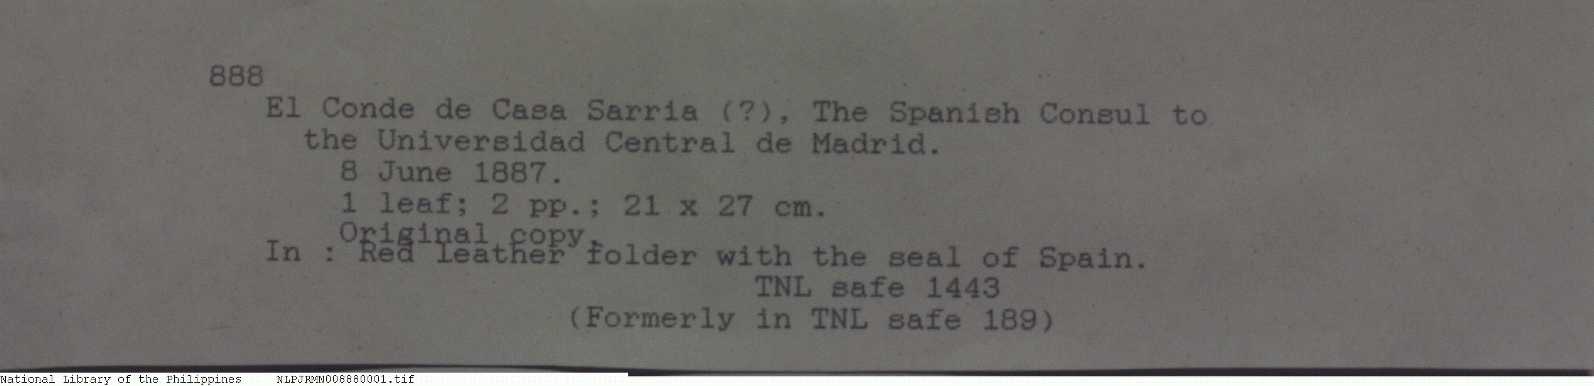 888
El Conde de Casa Sarria (?), The Spanish Consul to
the Universidad Central de Madrid.
8 June 1887.
1 leaf; 2 pp.; 21 x 27 cm.
Original copy.
In : Red leather folder with the seal of Spain.
TNL safe 1443
(Formerly in TNL safe 189)
National Library of the Philippines NLPJRMN006880001.tif